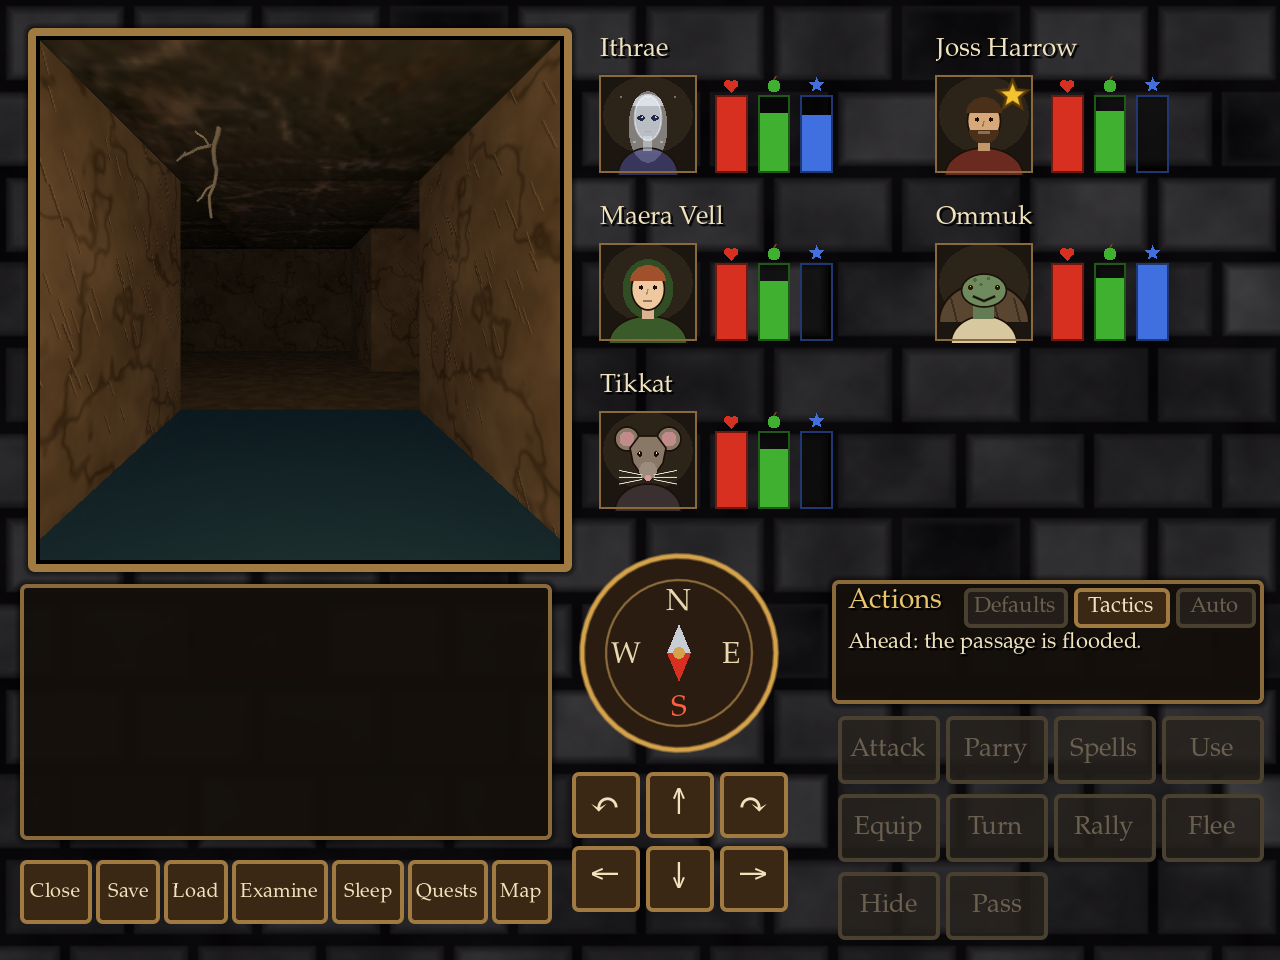 Ithrae
Joss Harrow
Maera Vell
Ommuk
Tikkat
N
W E
S
Actions Defaults Tactics Auto
Ahead: the passage is flooded.
Attack Parry Spells Use
Equip Turn Rally Flee
Hide Pass
Close Save Load Examine Sleep Quests Map